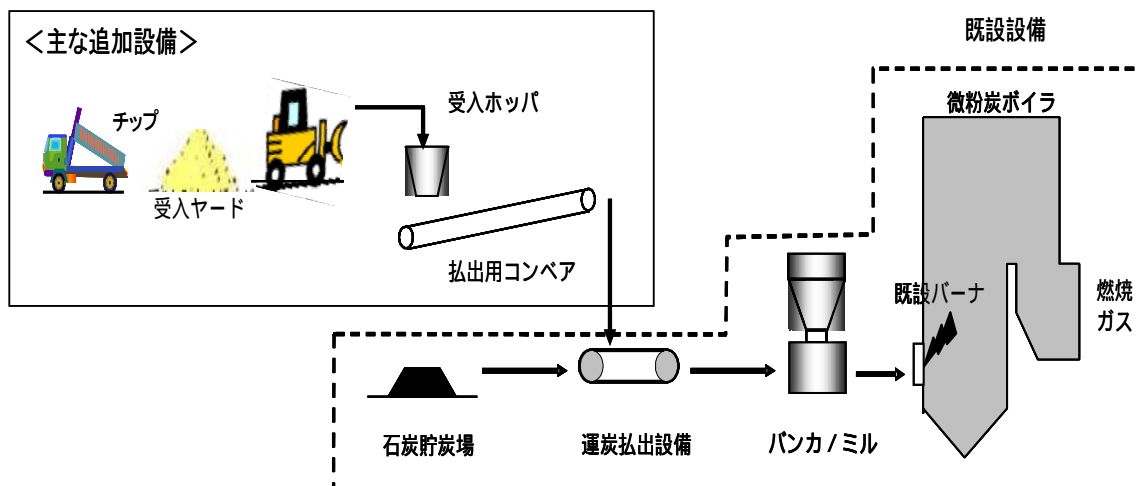 ＜主な追加設備＞
チップ
受入ホッパ
受入ヤード
払出用コンベア
既設設備
微粉炭ボイラ
既設バーナ
燃焼
ガス
石炭貯炭場
運炭払出設備
バンカ / ミル